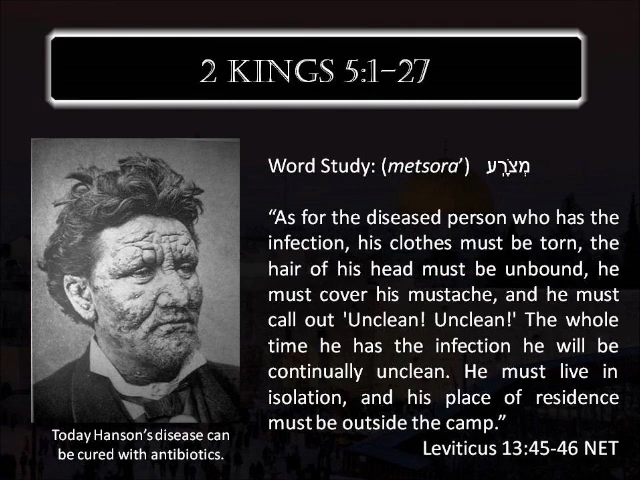 2 KINGS 5:1–27
Word Study: (metsora’) מְצֹרָע
“As for the diseased person who has the
infection, his clothes must be torn, the
hair of his head must be unbound, he
must cover his mustache, and he must
call out 'Unclean! Unclean!' The whole
time he has the infection he will be
continually unclean. He must live in
isolation, and his place of residence
must be outside the camp.”
Leviticus 13:45-46 NET
Today Hanson’s disease can
be cured with antibiotics.